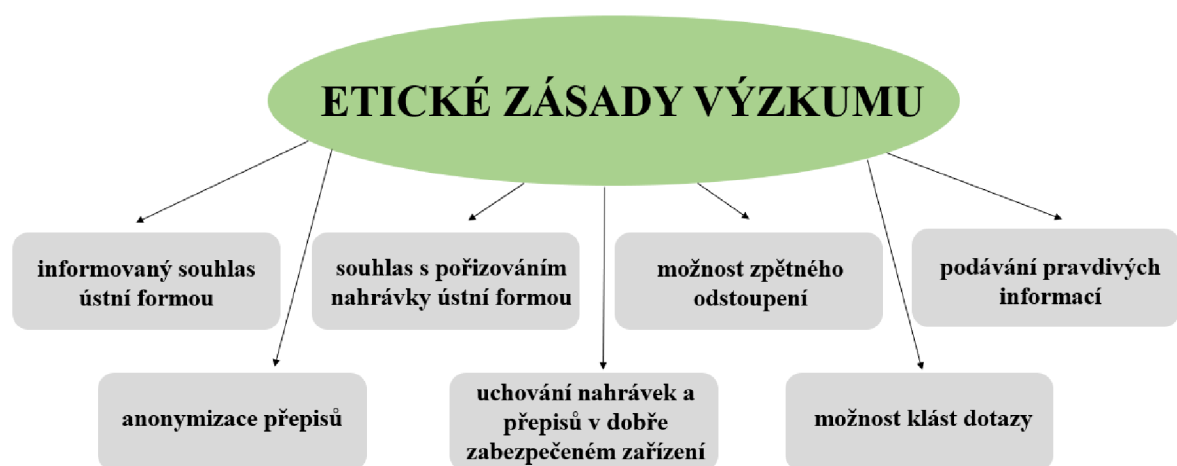 ETICKÉ ZÁSADY VÝZKUMU
informovaný souhlas
ústní formou
souhlas s pořizováním
nahrávky ústní formou
možnost zpětného
odstoupení
podávání pravdivých
informací
anonymizace přepisů
uchování nahrávek a
přepisů v dobře
zabezpečeném zařízení
možnost klást dotazy